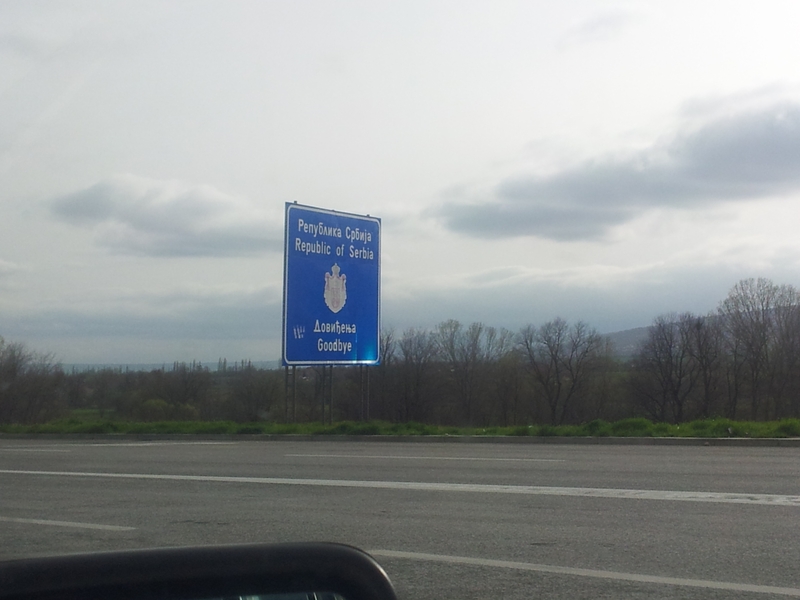 Република Србија
Republic of Serbia
Довиђења
Goodbye